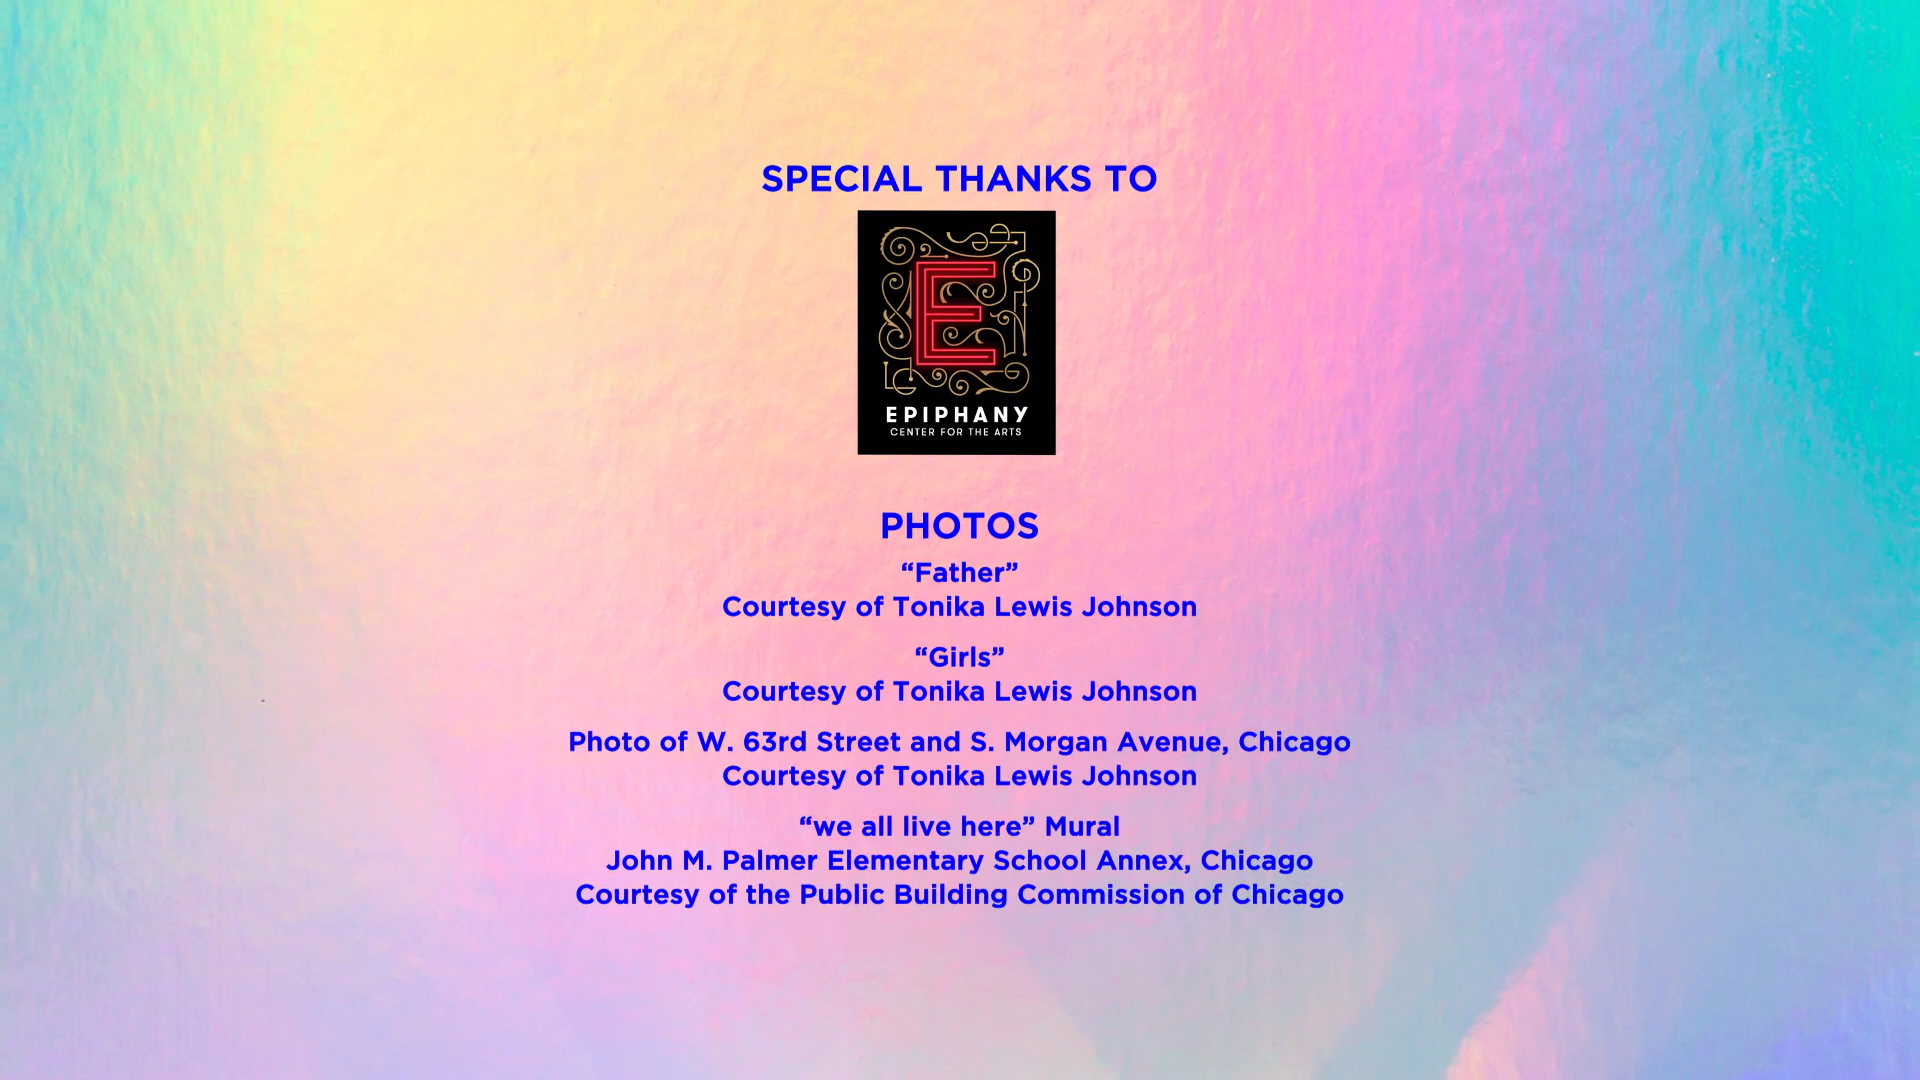 SPECIAL THANKS TO
E
EPIPHANY
CENTER FOR THE ARTS
PHOTOS
“Father”
Courtesy of Tonika Lewis Johnson
“Girls”
Courtesy of Tonika Lewis Johnson
Photo of W. 63rd Street and S. Morgan Avenue, Chicago
Courtesy of Tonika Lewis Johnson
“we all live here” Mural
John M. Palmer Elementary School Annex, Chicago
Courtesy of the Public Building Commission of Chicago